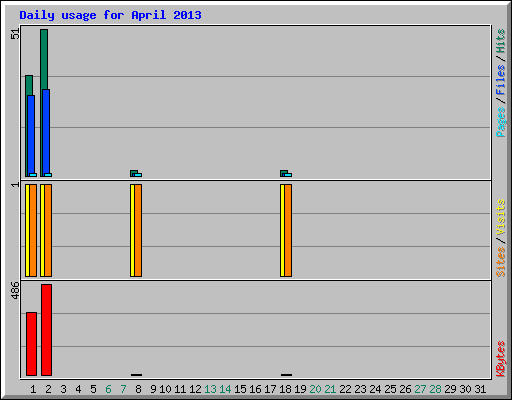 Daily usage for April 2013
51
Pages / Files / Hits
1
Sites / Visits
486
KBytes
1 2 3 4 5 6 7 8 9 10 11 12 13 14 15 16 17 18 19 20 21 22 23 24 25 26 27 28 29 30 31